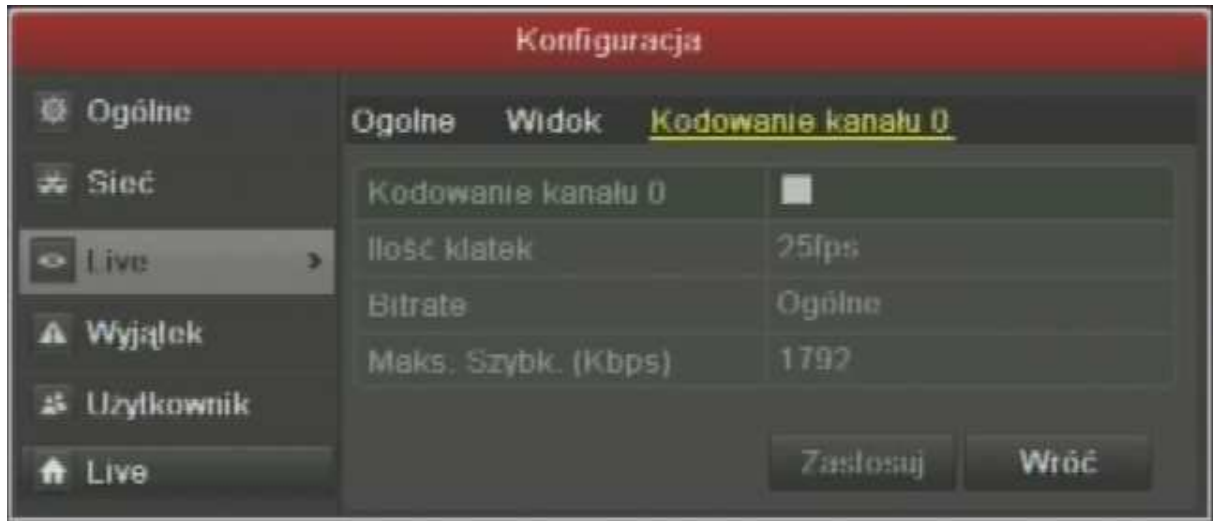 Konfiguracja
Ogólne
Sieć
Live
Wyjątek
Użytkownik
Live
Ogolne Widok Kodowanie kanału 0
Kodowanie kanału 0
Ilość klatek 25fps
Bitrate Ogólne
Maks. Szybk. (Kbps) 1792
Zastosuj Wróć